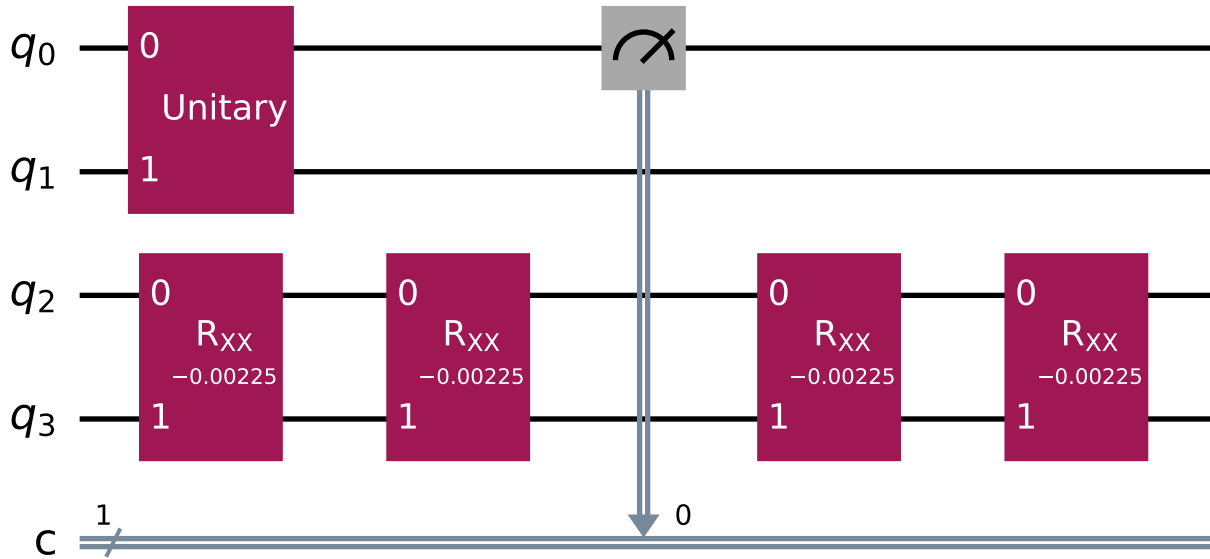 q0 0
Unitary
q1 1
q2 0 0 0 0
RXX RXX RXX RXX
−0.00225 −0.00225 −0.00225 −0.00225
q3 1 1 1 1
1 0
c